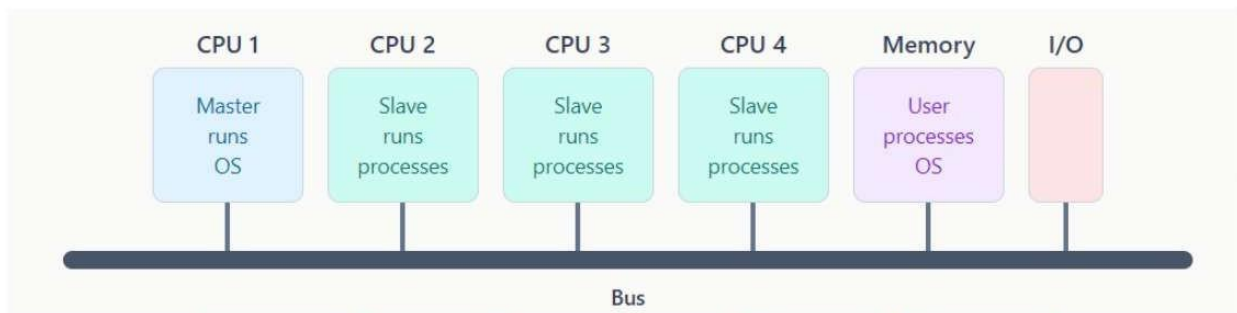 CPU 1
CPU 2
CPU 3
CPU 4
Memory
I/O
Master
runs
OS
Slave
runs
processes
Slave
runs
processes
Slave
runs
processes
User
processes
OS
Bus